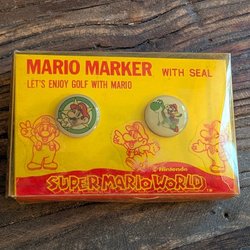 MARIO MARKER WITH SEAL
LET'S ENJOY GOLF WITH MARIO
© Nintendo
SUPER MARIO WORLD